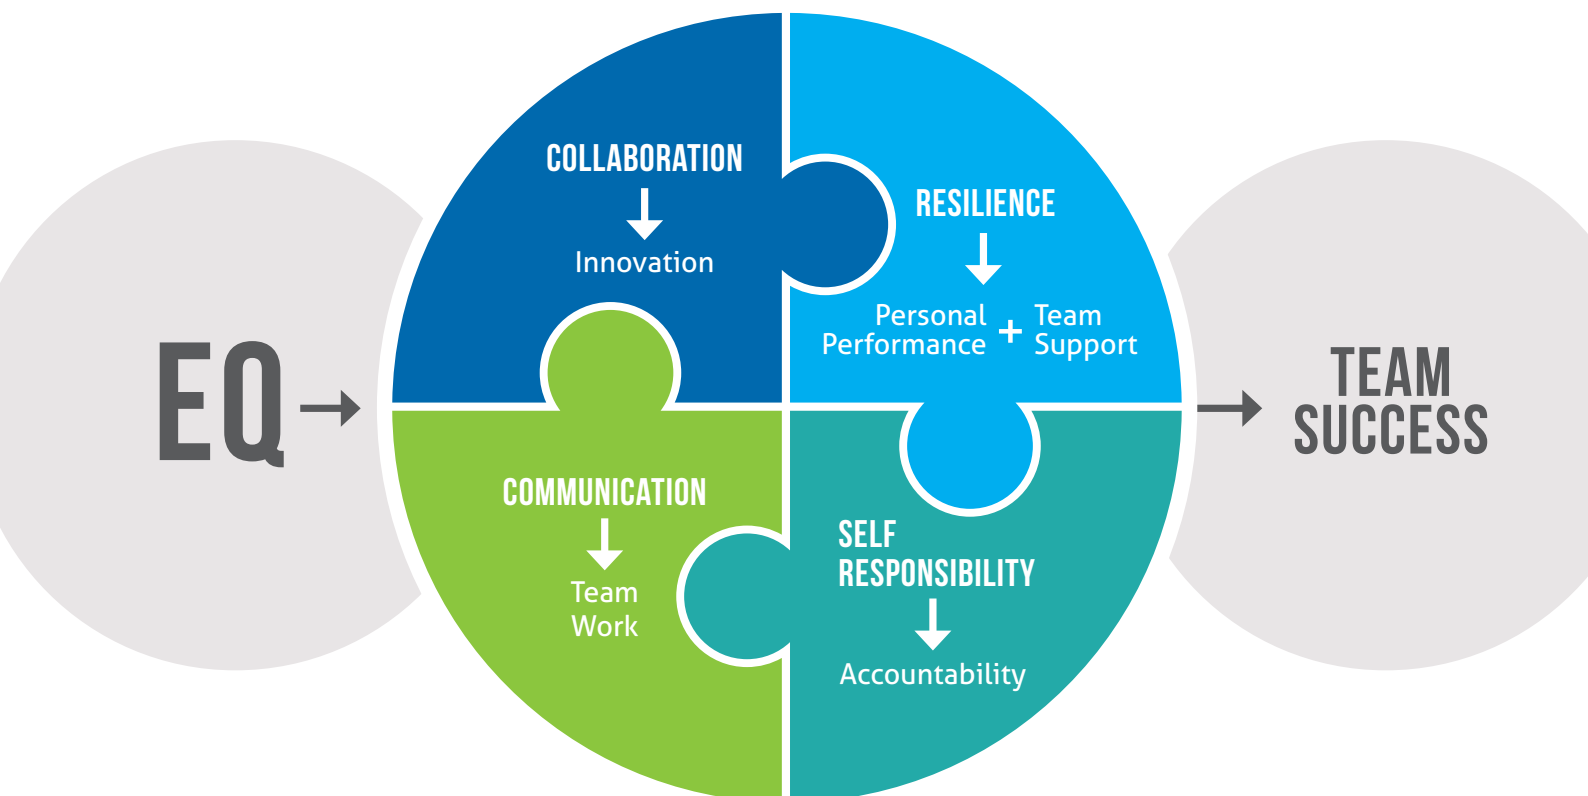 EQ
COLLABORATION
Innovation
RESILIENCE
Personal
Performance
+
Team
Support
COMMUNICATION
Team
Work
SELF
RESPONSIBILITY
Accountability
TEAM
SUCCESS